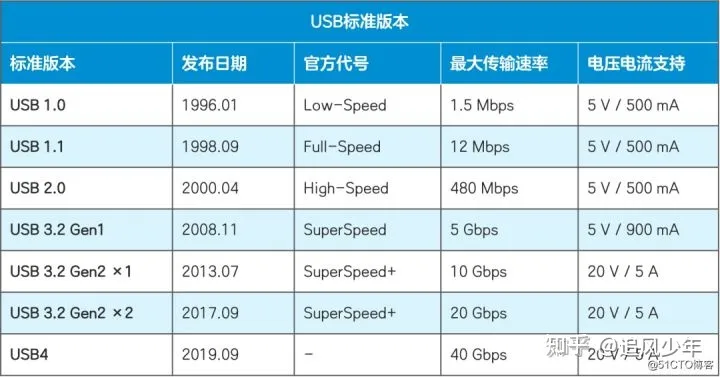 USB标准版本
标准版本 发布日期 官方代号 最大传输速率 电压电流支持
USB 1.0 1996.01 Low-Speed 1.5 Mbps 5 V / 500 mA
USB 1.1 1998.09 Full-Speed 12 Mbps 5 V / 500 mA
USB 2.0 2000.04 High-Speed 480 Mbps 5 V / 500 mA
USB 3.2 Gen1 2008.11 SuperSpeed 5 Gbps 5 V / 900 mA
USB 3.2 Gen2 ×1 2013.07 SuperSpeed+ 10 Gbps 20 V / 5 A
USB 3.2 Gen2 ×2 2017.09 SuperSpeed+ 20 Gbps 20 V / 5 A
USB4 2019.09 – 40 Gbps 20 V / 5 A
知乎 @追风少年
@51CTO博客